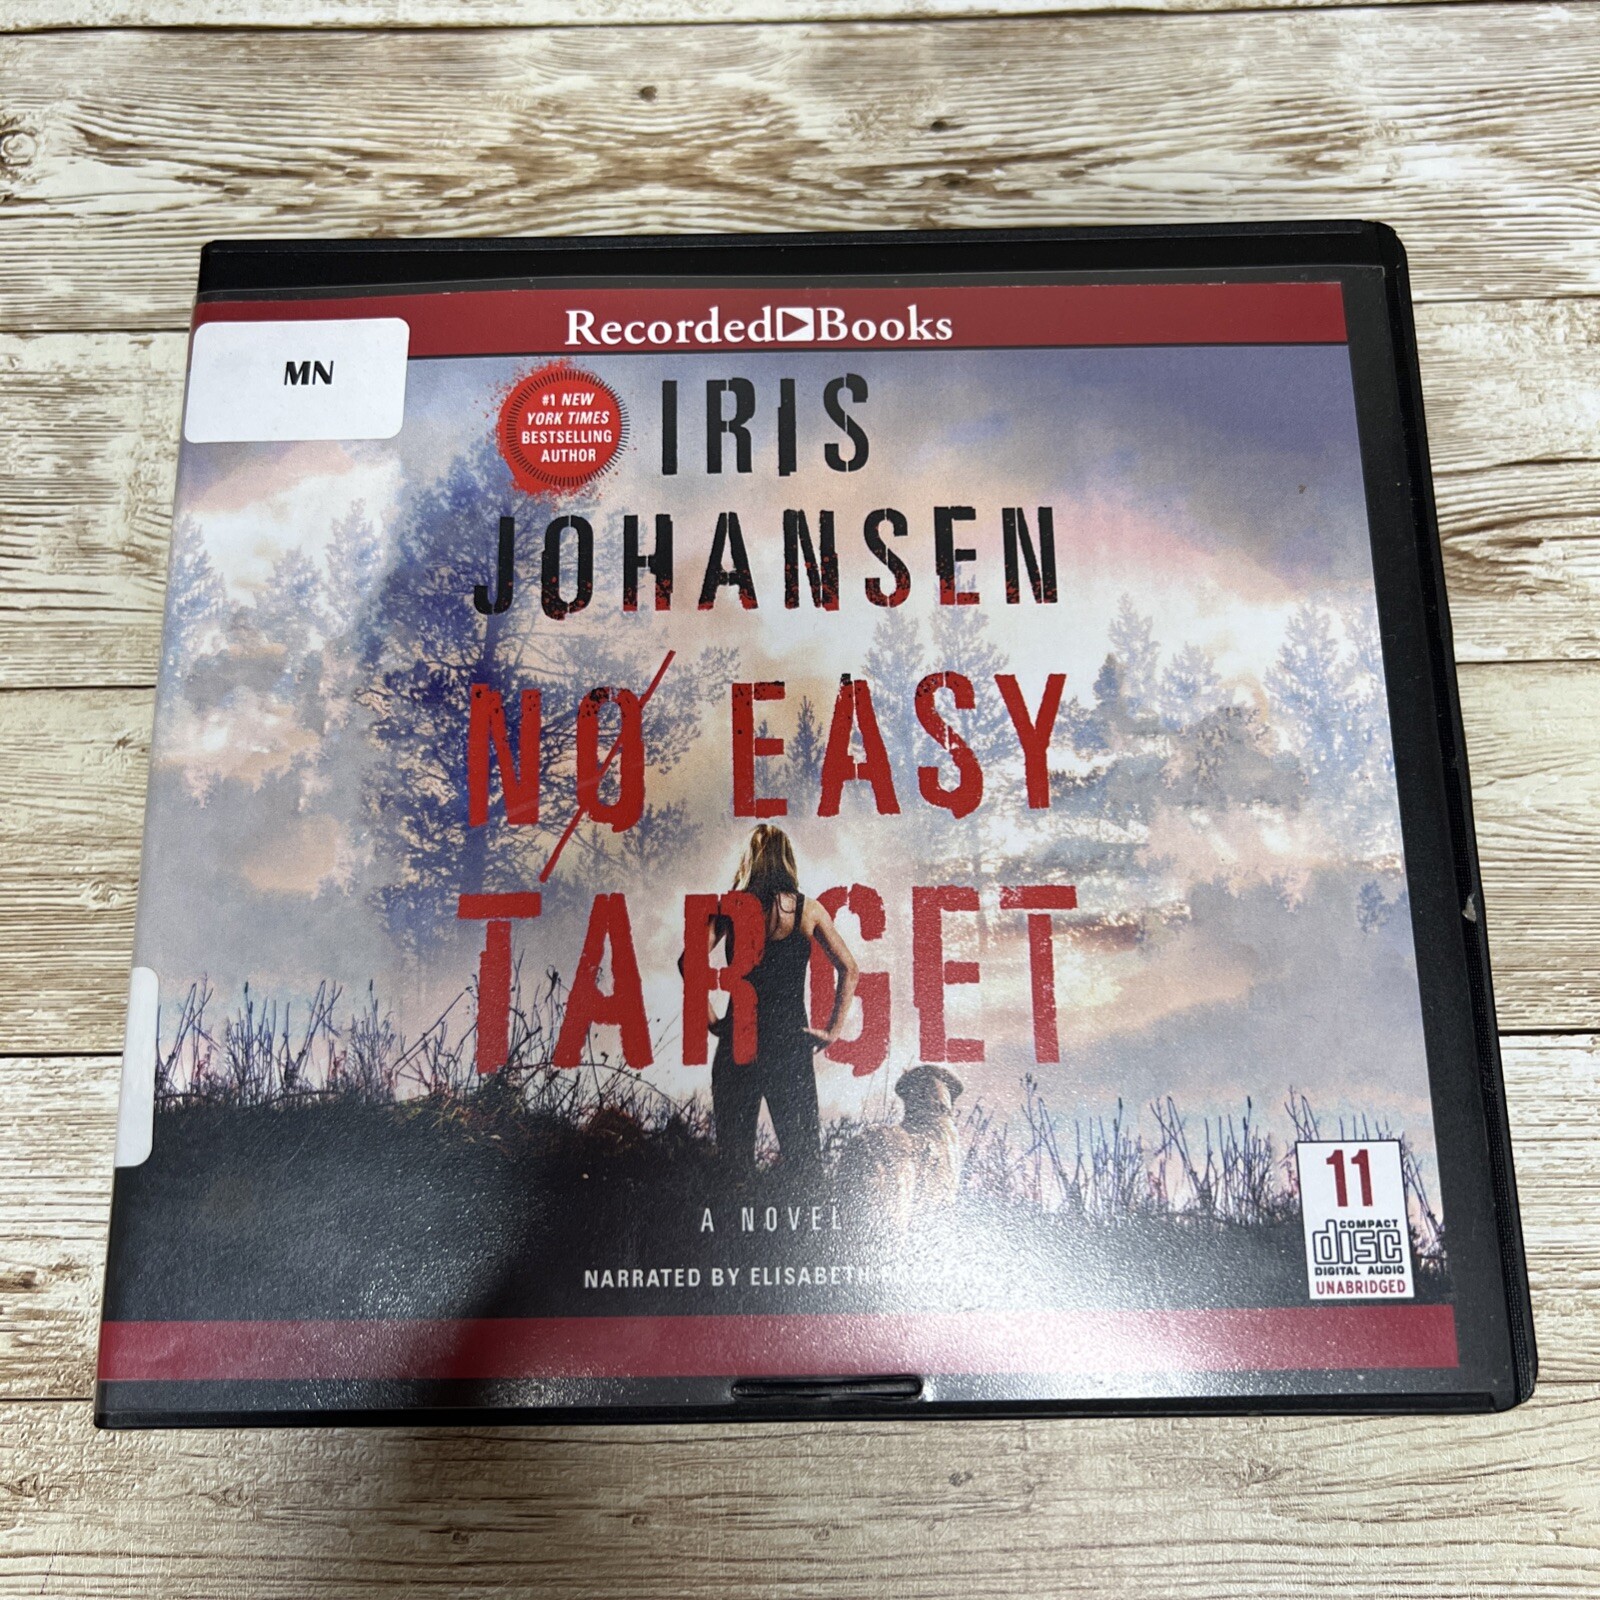 Recorded Books
MN
#1 NEW
YORK TIMES
BESTSELLING
AUTHOR
IRIS
JOHANSEN
NO EASY
TARGET
A NOVEL
NARRATED BY ELISABETH
11
COMPACT
disc
DIGITAL AUDIO
UNABRIDGED